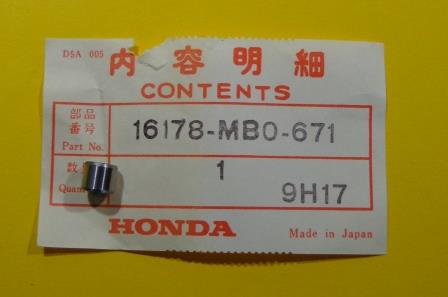 DSA 005
内容明細
CONTENTS
部品
番号
Part No.
16178-MB0-671
数
Quan
1
9H17
HONDA
Made in Japan